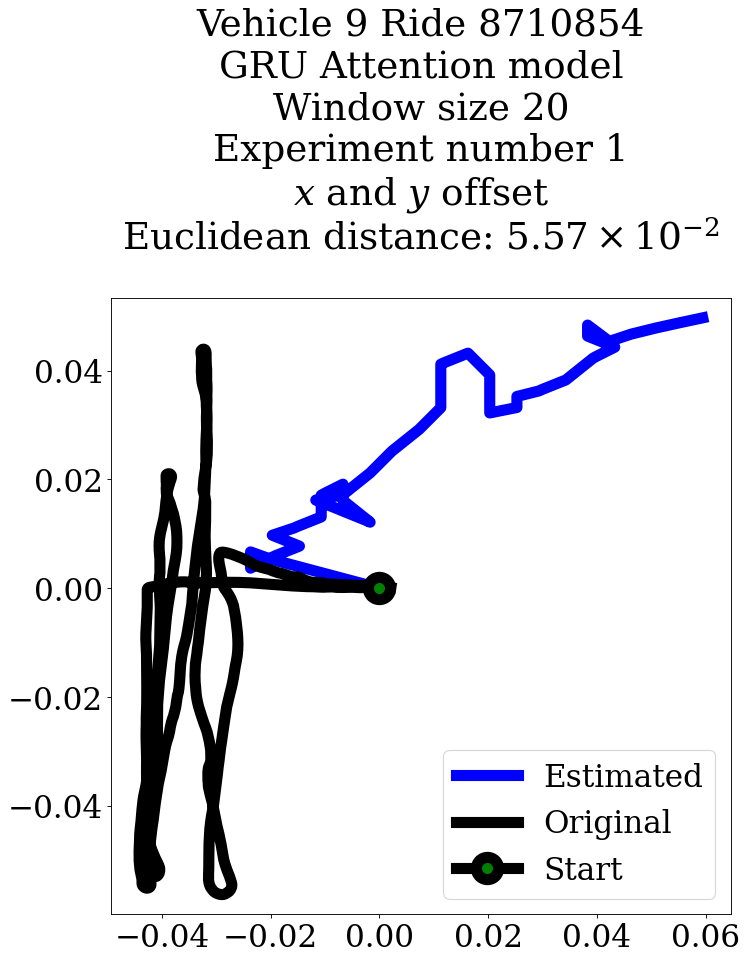 Vehicle 9 Ride 8710854
GRU Attention model
Window size 20
Experiment number 1
x and y offset
Euclidean distance: 5.57 × 10⁻²
0.04
0.02
0.00
−0.02
−0.04
Estimated
Original
Start
−0.04 −0.02 0.00 0.02 0.04 0.06